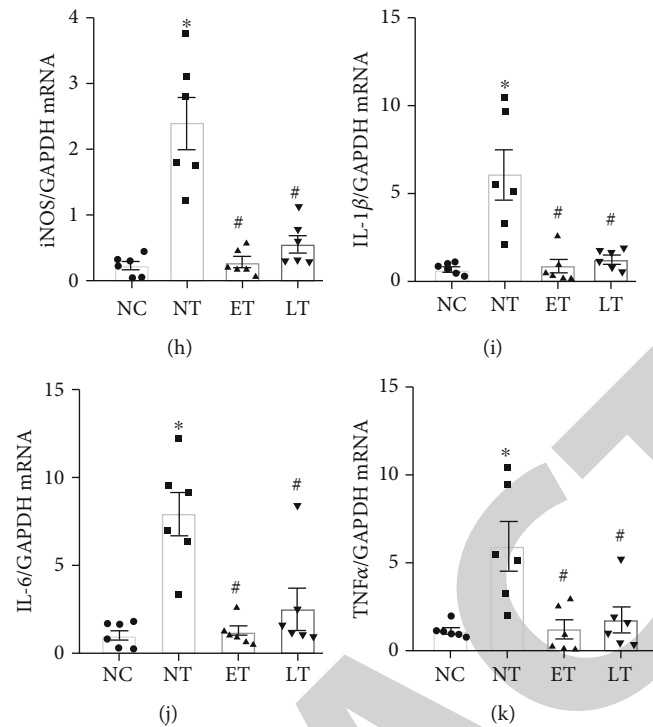 iNOS/GAPDH mRNA
4
3
2
1
0
*
#
#
NC NT ET LT
(h)
IL-1β/GAPDH mRNA
15
10
5
0
*
#
#
NC NT ET LT
(i)
IL-6/GAPDH mRNA
15
10
5
0
*
#
#
NC NT ET LT
(j)
TNFα/GAPDH mRNA
15
10
5
0
*
#
#
NC NT ET LT
(k)